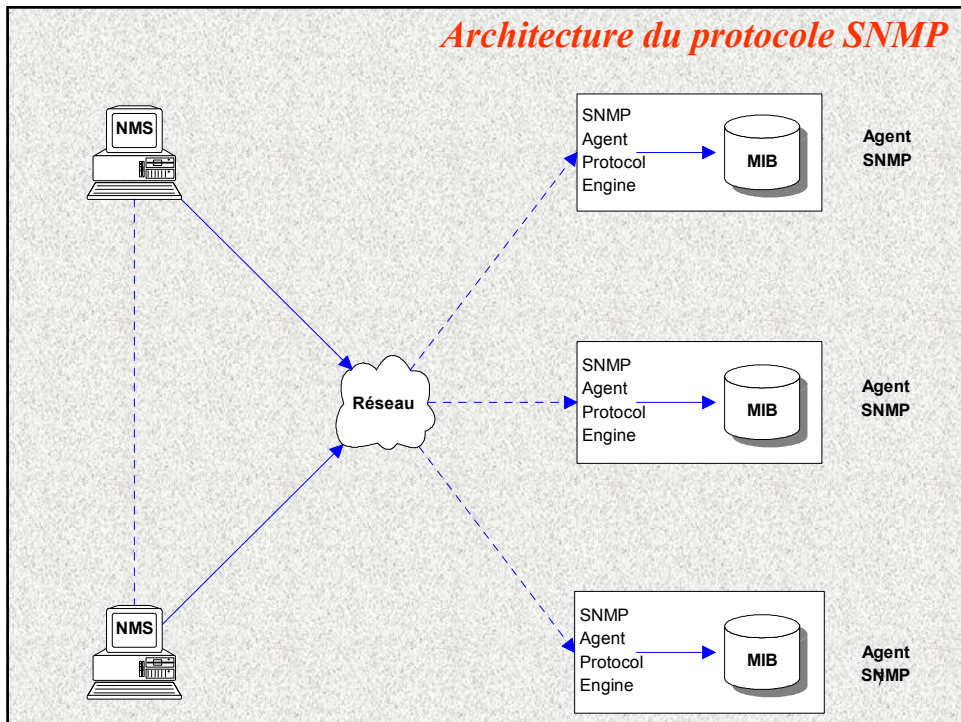 Architecture du protocole SNMP
NMS
SNMP
Agent
Protocol
Engine
MIB
Agent
SNMP
Réseau
SNMP
Agent
Protocol
Engine
MIB
Agent
SNMP
NMS
SNMP
Agent
Protocol
Engine
MIB
Agent
SNMP